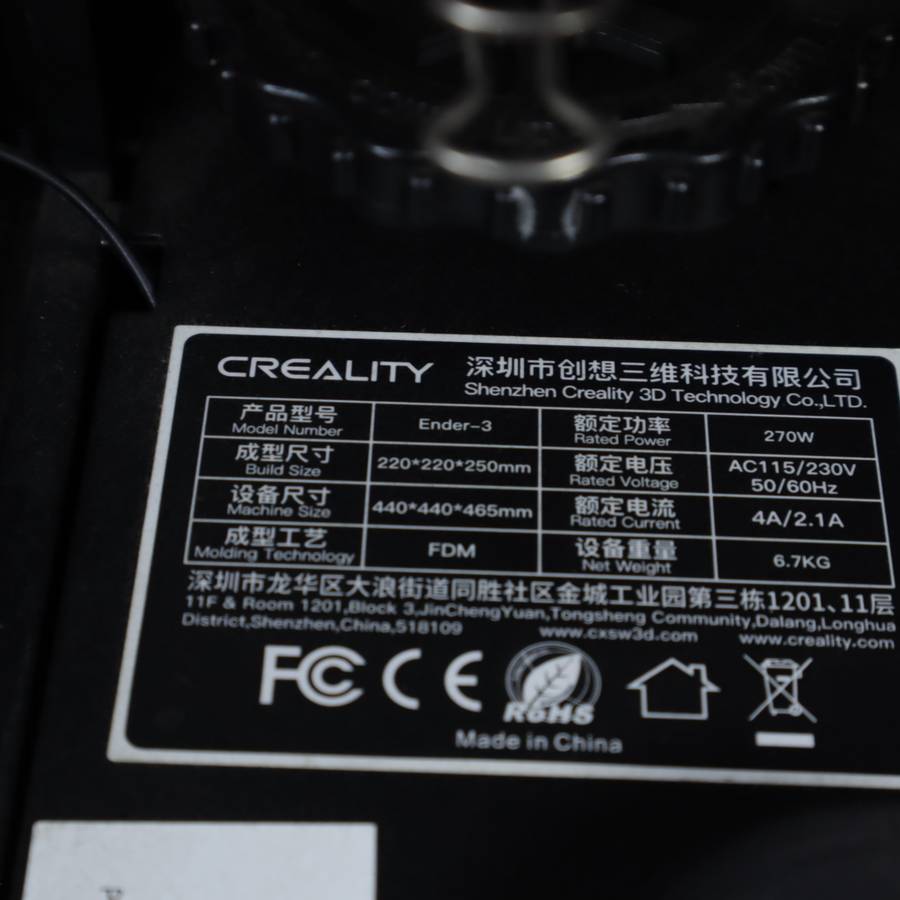 CREALITY 深圳市创想三维科技有限公司
Shenzhen Creality 3D Technology Co.,LTD.
产品型号 Ender-3 额定功率 270W
Model Number Rated Power
成型尺寸 220*220*250mm 额定电压 AC115/230V
Build Size Rated Voltage 50/60Hz
设备尺寸 440*440*465mm 额定电流 4A/2.1A
Machine Size Rated Current
成型工艺 FDM 设备重量 6.7KG
Molding Technology Net Weight
深圳市龙华区大浪街道同胜社区金城工业园第三栋1201、11层
11F & Room 1201,Block 3,JinChengYuan,Tongsheng Community,Dalang,Longhua
District,Shenzhen,China,518109 www.cxsw3d.com www.creality.com
FC CE RoHS
Made in China